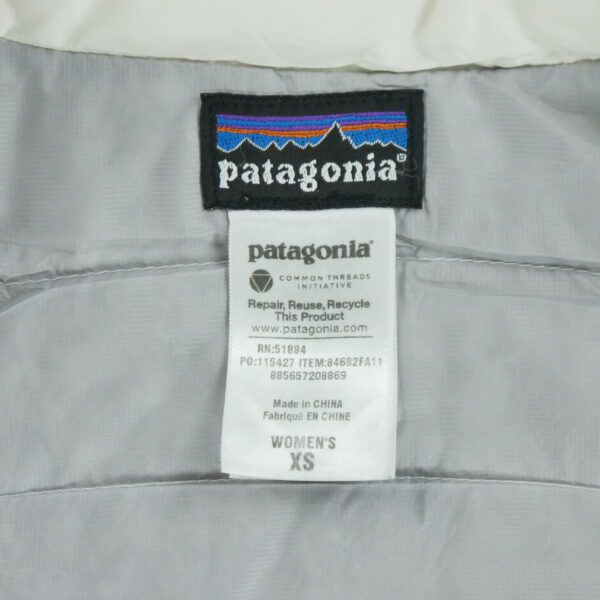 patagonia®
patagonia®
COMMON THREADS
INITIATIVE
Repair, Reuse, Recycle
This Product
www.patagonia.com
RN:51884
PO:115427 ITEM:84682FA11
885657208869
Made in CHINA
Fabriqué EN CHINE
WOMEN'S
XS